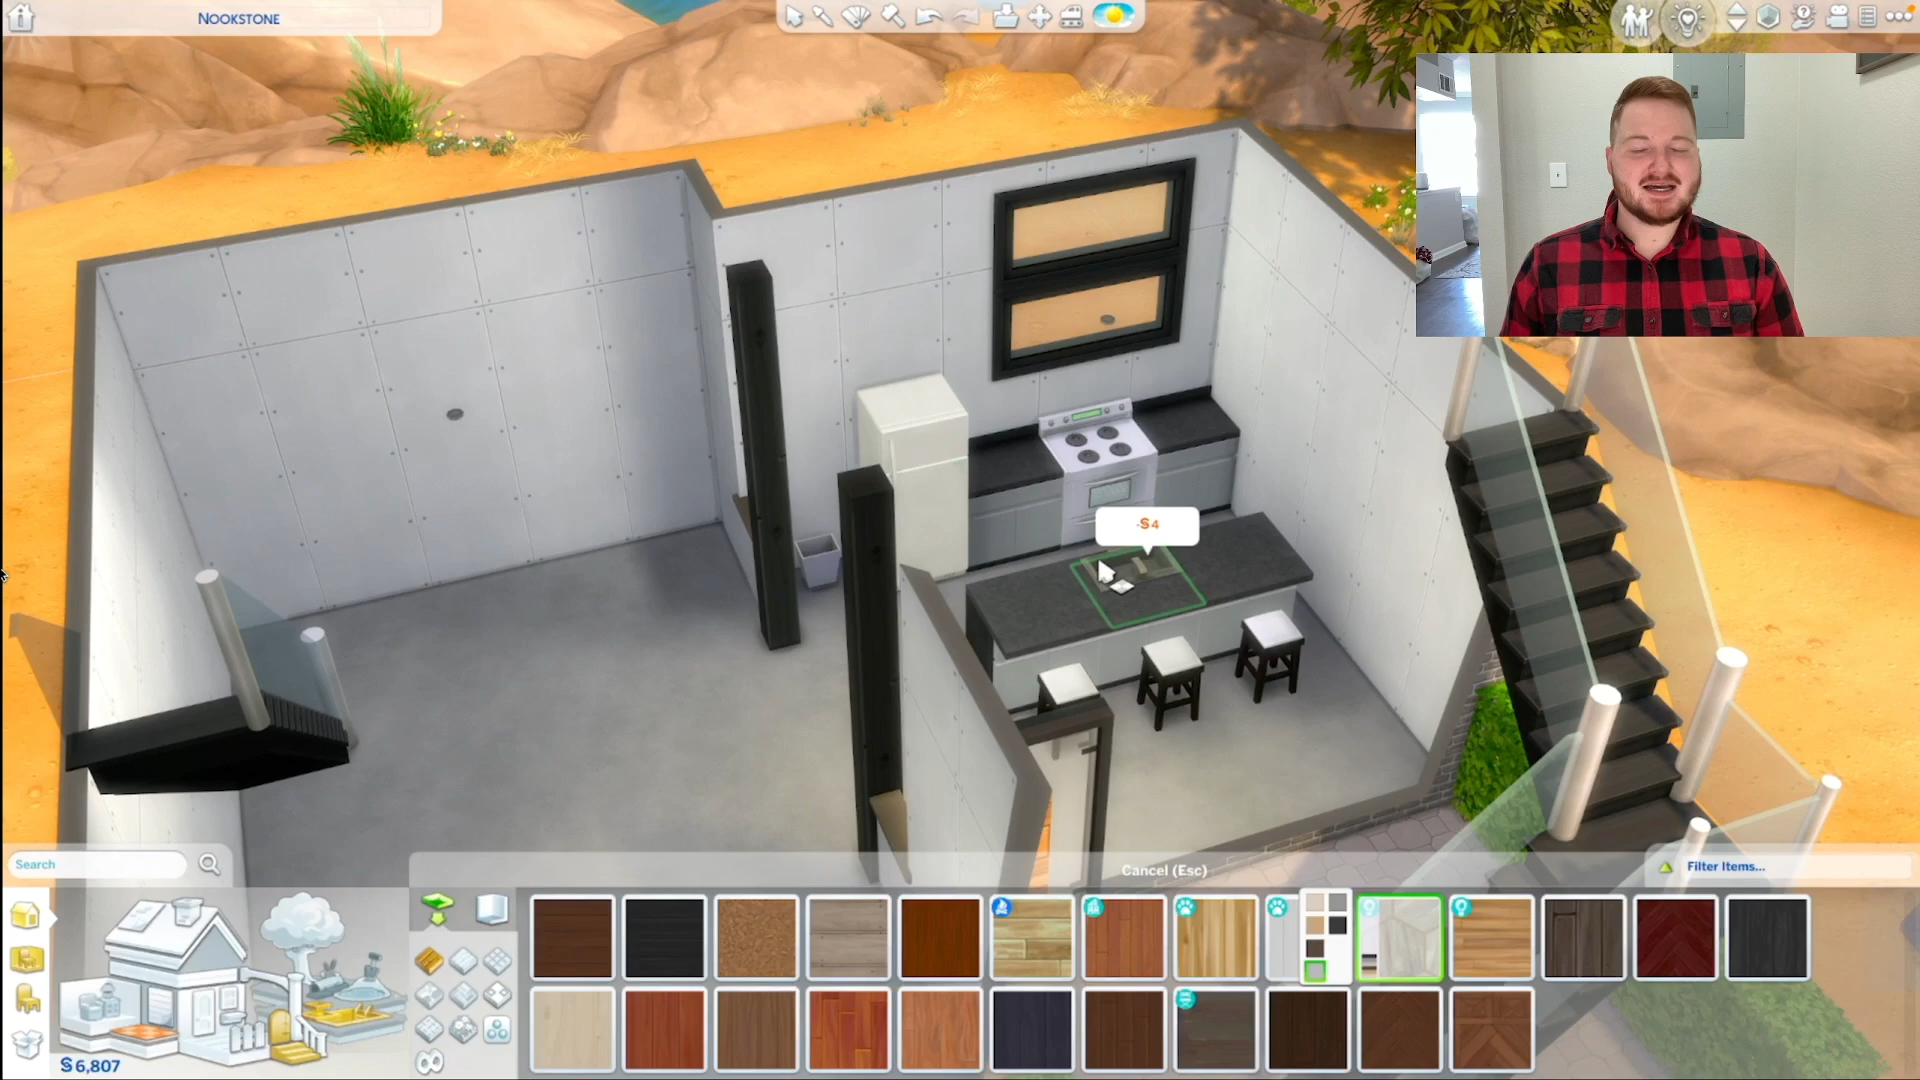 Nookstone
-§4
Cancel (Esc)
Search
Filter Items...
§6,807